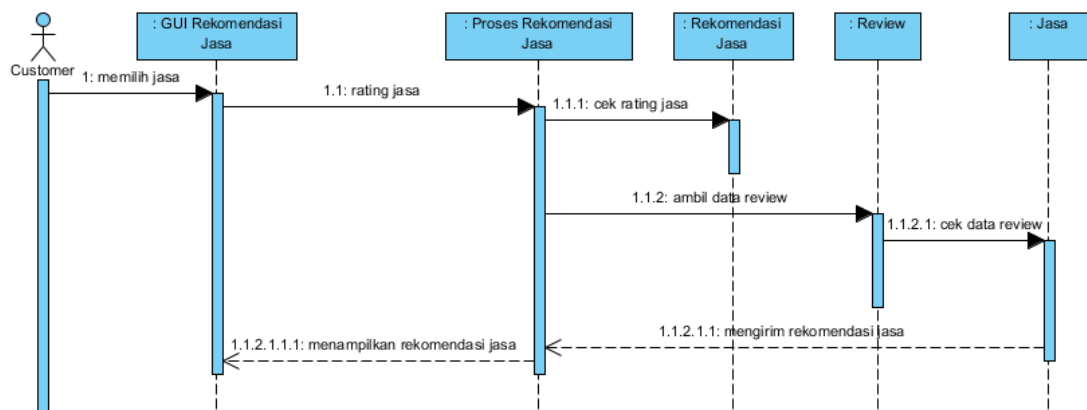 : GUI Rekomendasi
Jasa
: Proses Rekomendasi
Jasa
: Rekomendasi
Jasa
: Review
: Jasa
Customer
1: memilih jasa
1.1: rating jasa
1.1.1: cek rating jasa
1.1.2: ambil data review
1.1.2.1: cek data review
1.1.2.1.1: mengirim rekomendasi jasa
1.1.2.1.1.1: menampilkan rekomendasi jasa